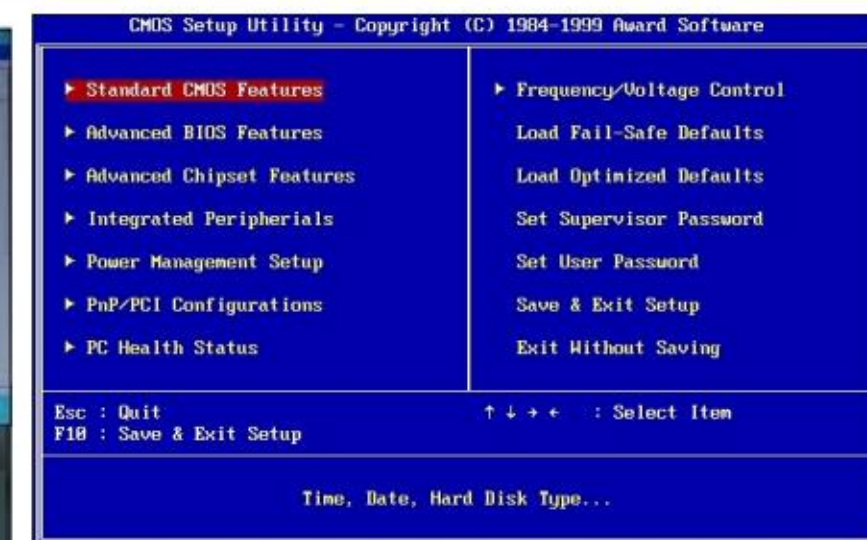 CMOS Setup Utility - Copyright (C) 1984-1999 Award Software
▶ Standard CMOS Features
▶ Advanced BIOS Features
▶ Advanced Chipset Features
▶ Integrated Peripherials
▶ Power Management Setup
▶ PnP/PCI Configurations
▶ PC Health Status
▶ Frequency/Voltage Control
Load Fail-Safe Defaults
Load Optimized Defaults
Set Supervisor Password
Set User Password
Save & Exit Setup
Exit Without Saving
Esc : Quit
F10 : Save & Exit Setup
↑ ↓ → ← : Select Item
Time, Date, Hard Disk Type...